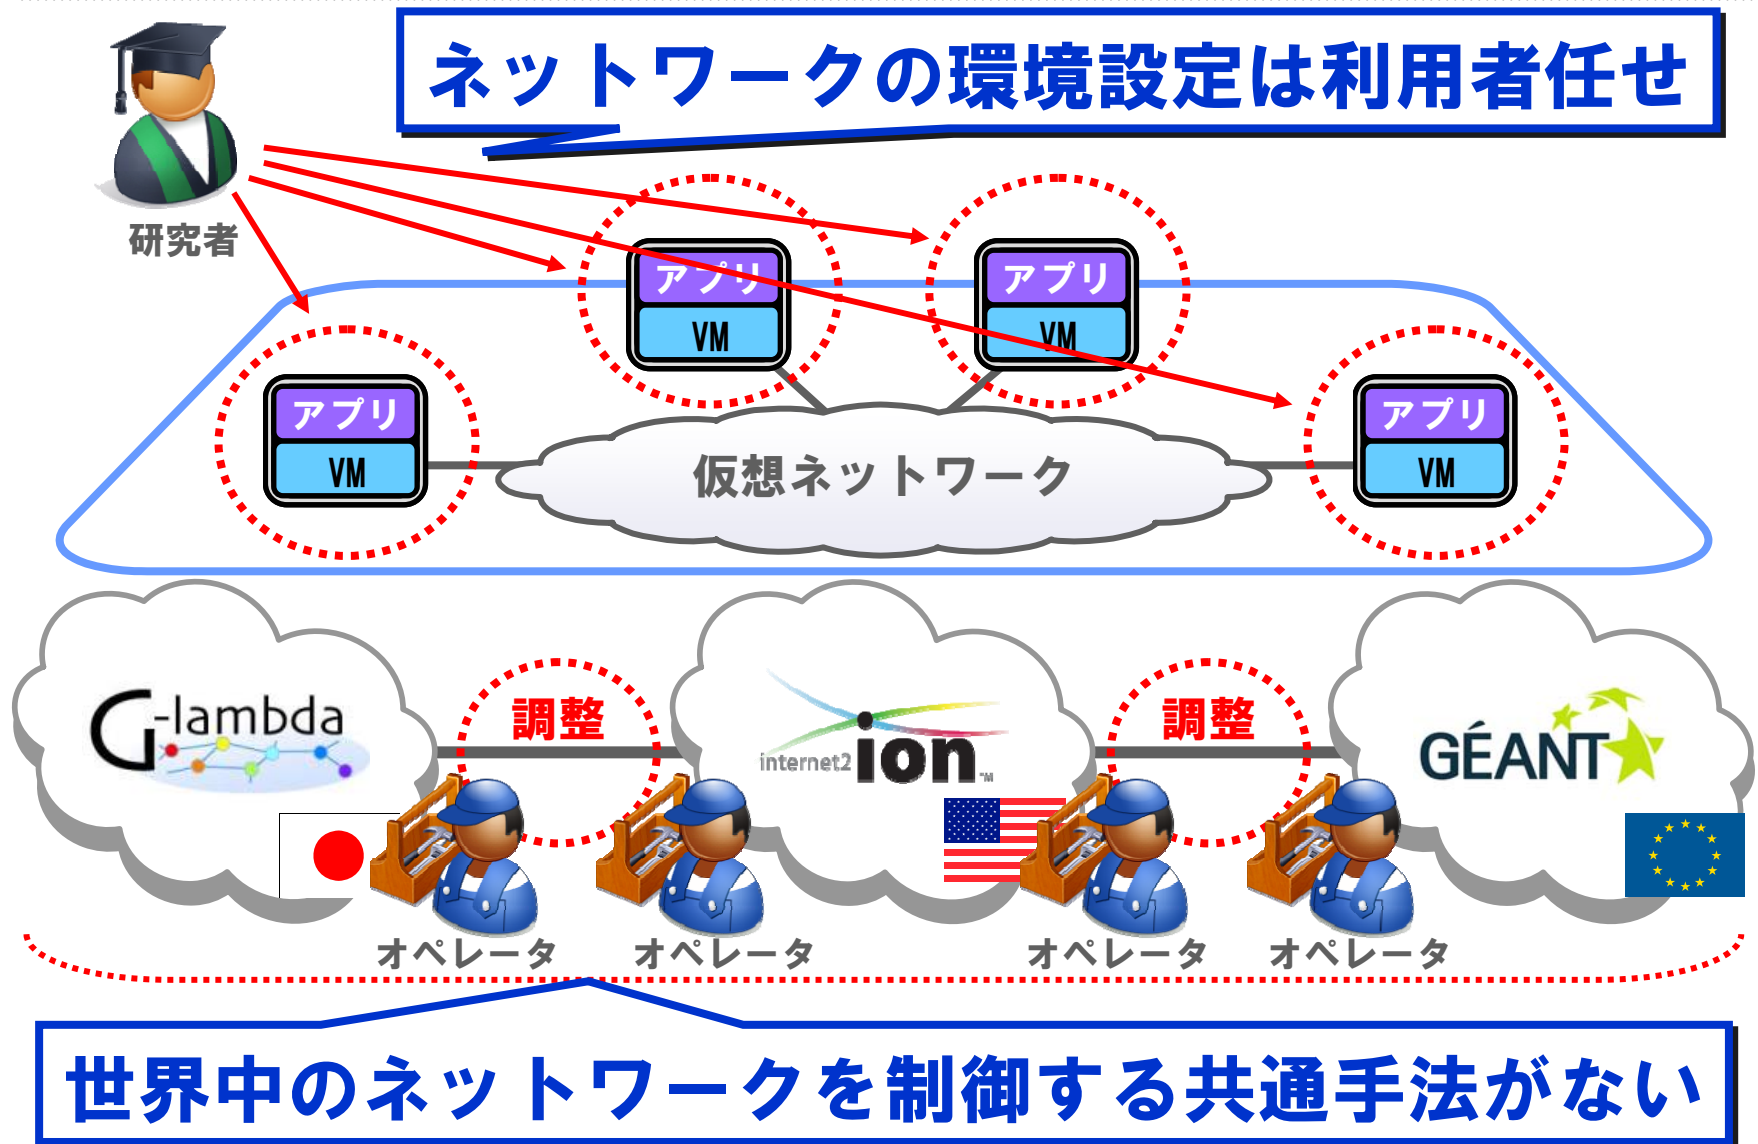 ネットワークの環境設定は利用者任せ
研究者
アプリ
VM
アプリ
VM
アプリ
VM
アプリ
VM
仮想ネットワーク
G-lambda
調整
internet2 ion TM
調整
GÉANT
オペレータ
オペレータ
オペレータ
オペレータ
世界中のネットワークを制御する共通手法がない